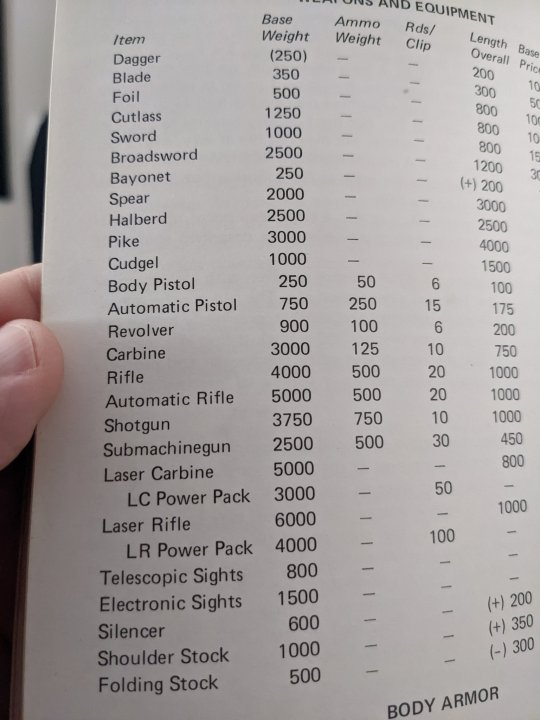 WEAPONS AND EQUIPMENT
Item Base Weight Ammo Weight Rds/ Clip Length Overall Base
Dagger (250) — — 200
Blade 350 — — 300
Foil 500 — — 800
Cutlass 1250 — — 800
Sword 1000 — — 800
Broadsword 2500 — — 1200
Bayonet 250 — — (+) 200
Spear 2000 — — 3000
Halberd 2500 — — 2500
Pike 3000 — — 4000
Cudgel 1000 — — 1500
Body Pistol 250 50 6 100
Automatic Pistol 750 250 15 175
Revolver 900 100 6 200
Carbine 3000 125 10 750
Rifle 4000 500 20 1000
Automatic Rifle 5000 500 20 1000
Shotgun 3750 750 10 1000
Submachinegun 2500 500 30 450
Laser Carbine 5000 — — 800
LC Power Pack 3000 — 50 —
Laser Rifle 6000 — — 1000
LR Power Pack 4000 — 100 —
Telescopic Sights 800 — — —
Electronic Sights 1500 — — —
Silencer 600 — — (+) 200
Shoulder Stock 1000 — — (+) 350
Folding Stock 500 — — (-) 300
BODY ARMOR